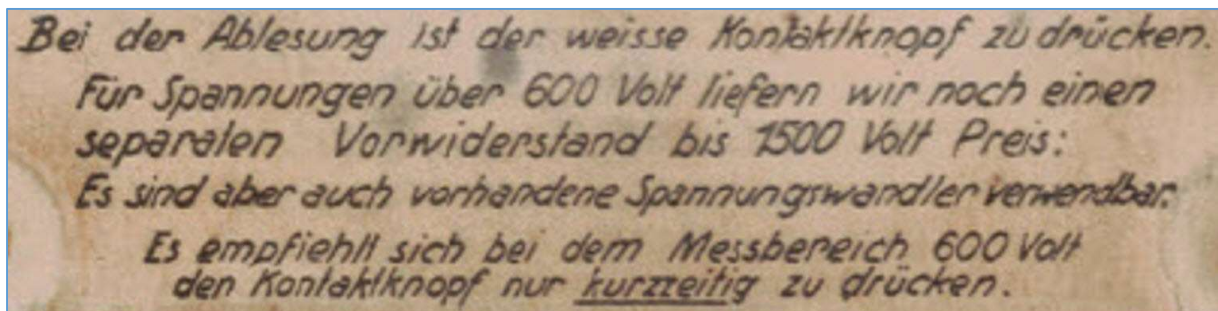 Bei der Ablesung ist der weisse Kontaktknopf zu drücken.
Für Spannungen über 600 Volt liefern wir noch einen
separaten Vorwiderstand bis 1500 Volt Preis:
Es sind aber auch vorhandene Spannungswandler verwendbar.
Es empfiehlt sich bei dem Messbereich 600 Volt
den Kontaktknopf nur kurzzeitig zu drücken.